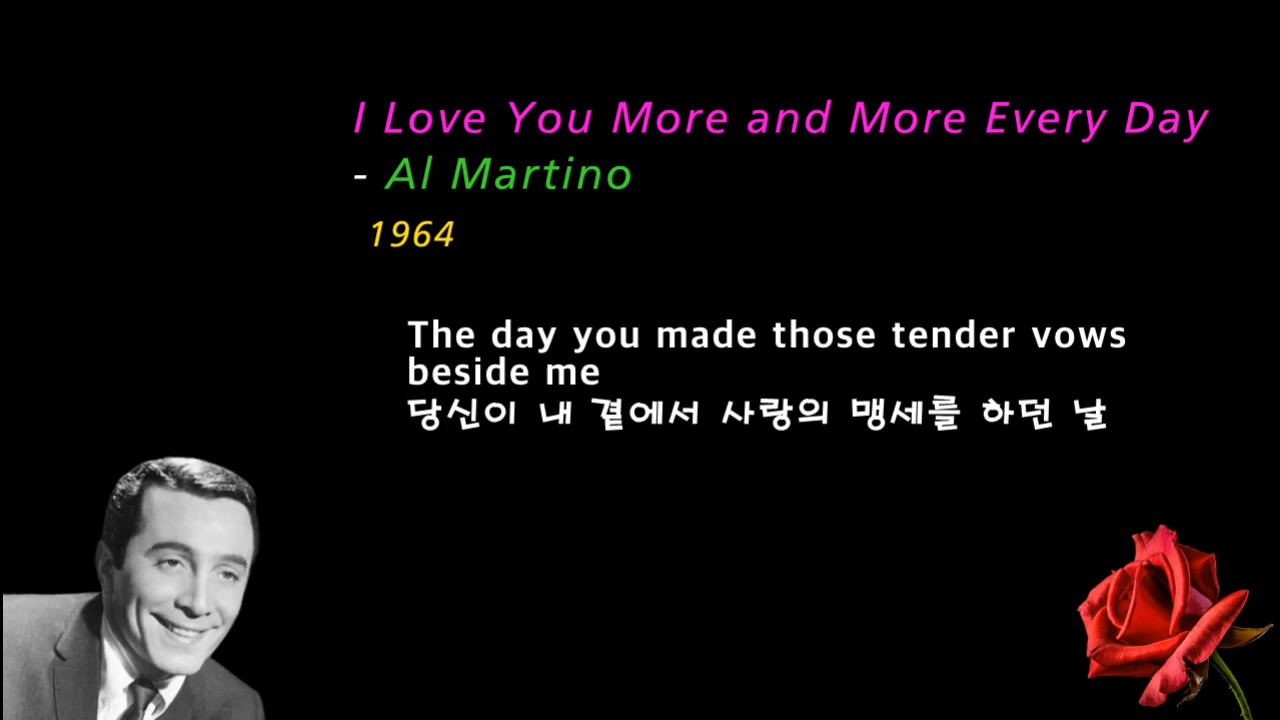 I Love You More and More Every Day
- Al Martino
1964
The day you made those tender vows
beside me
당신이 내 곁에서 사랑의 맹세를 하던 날